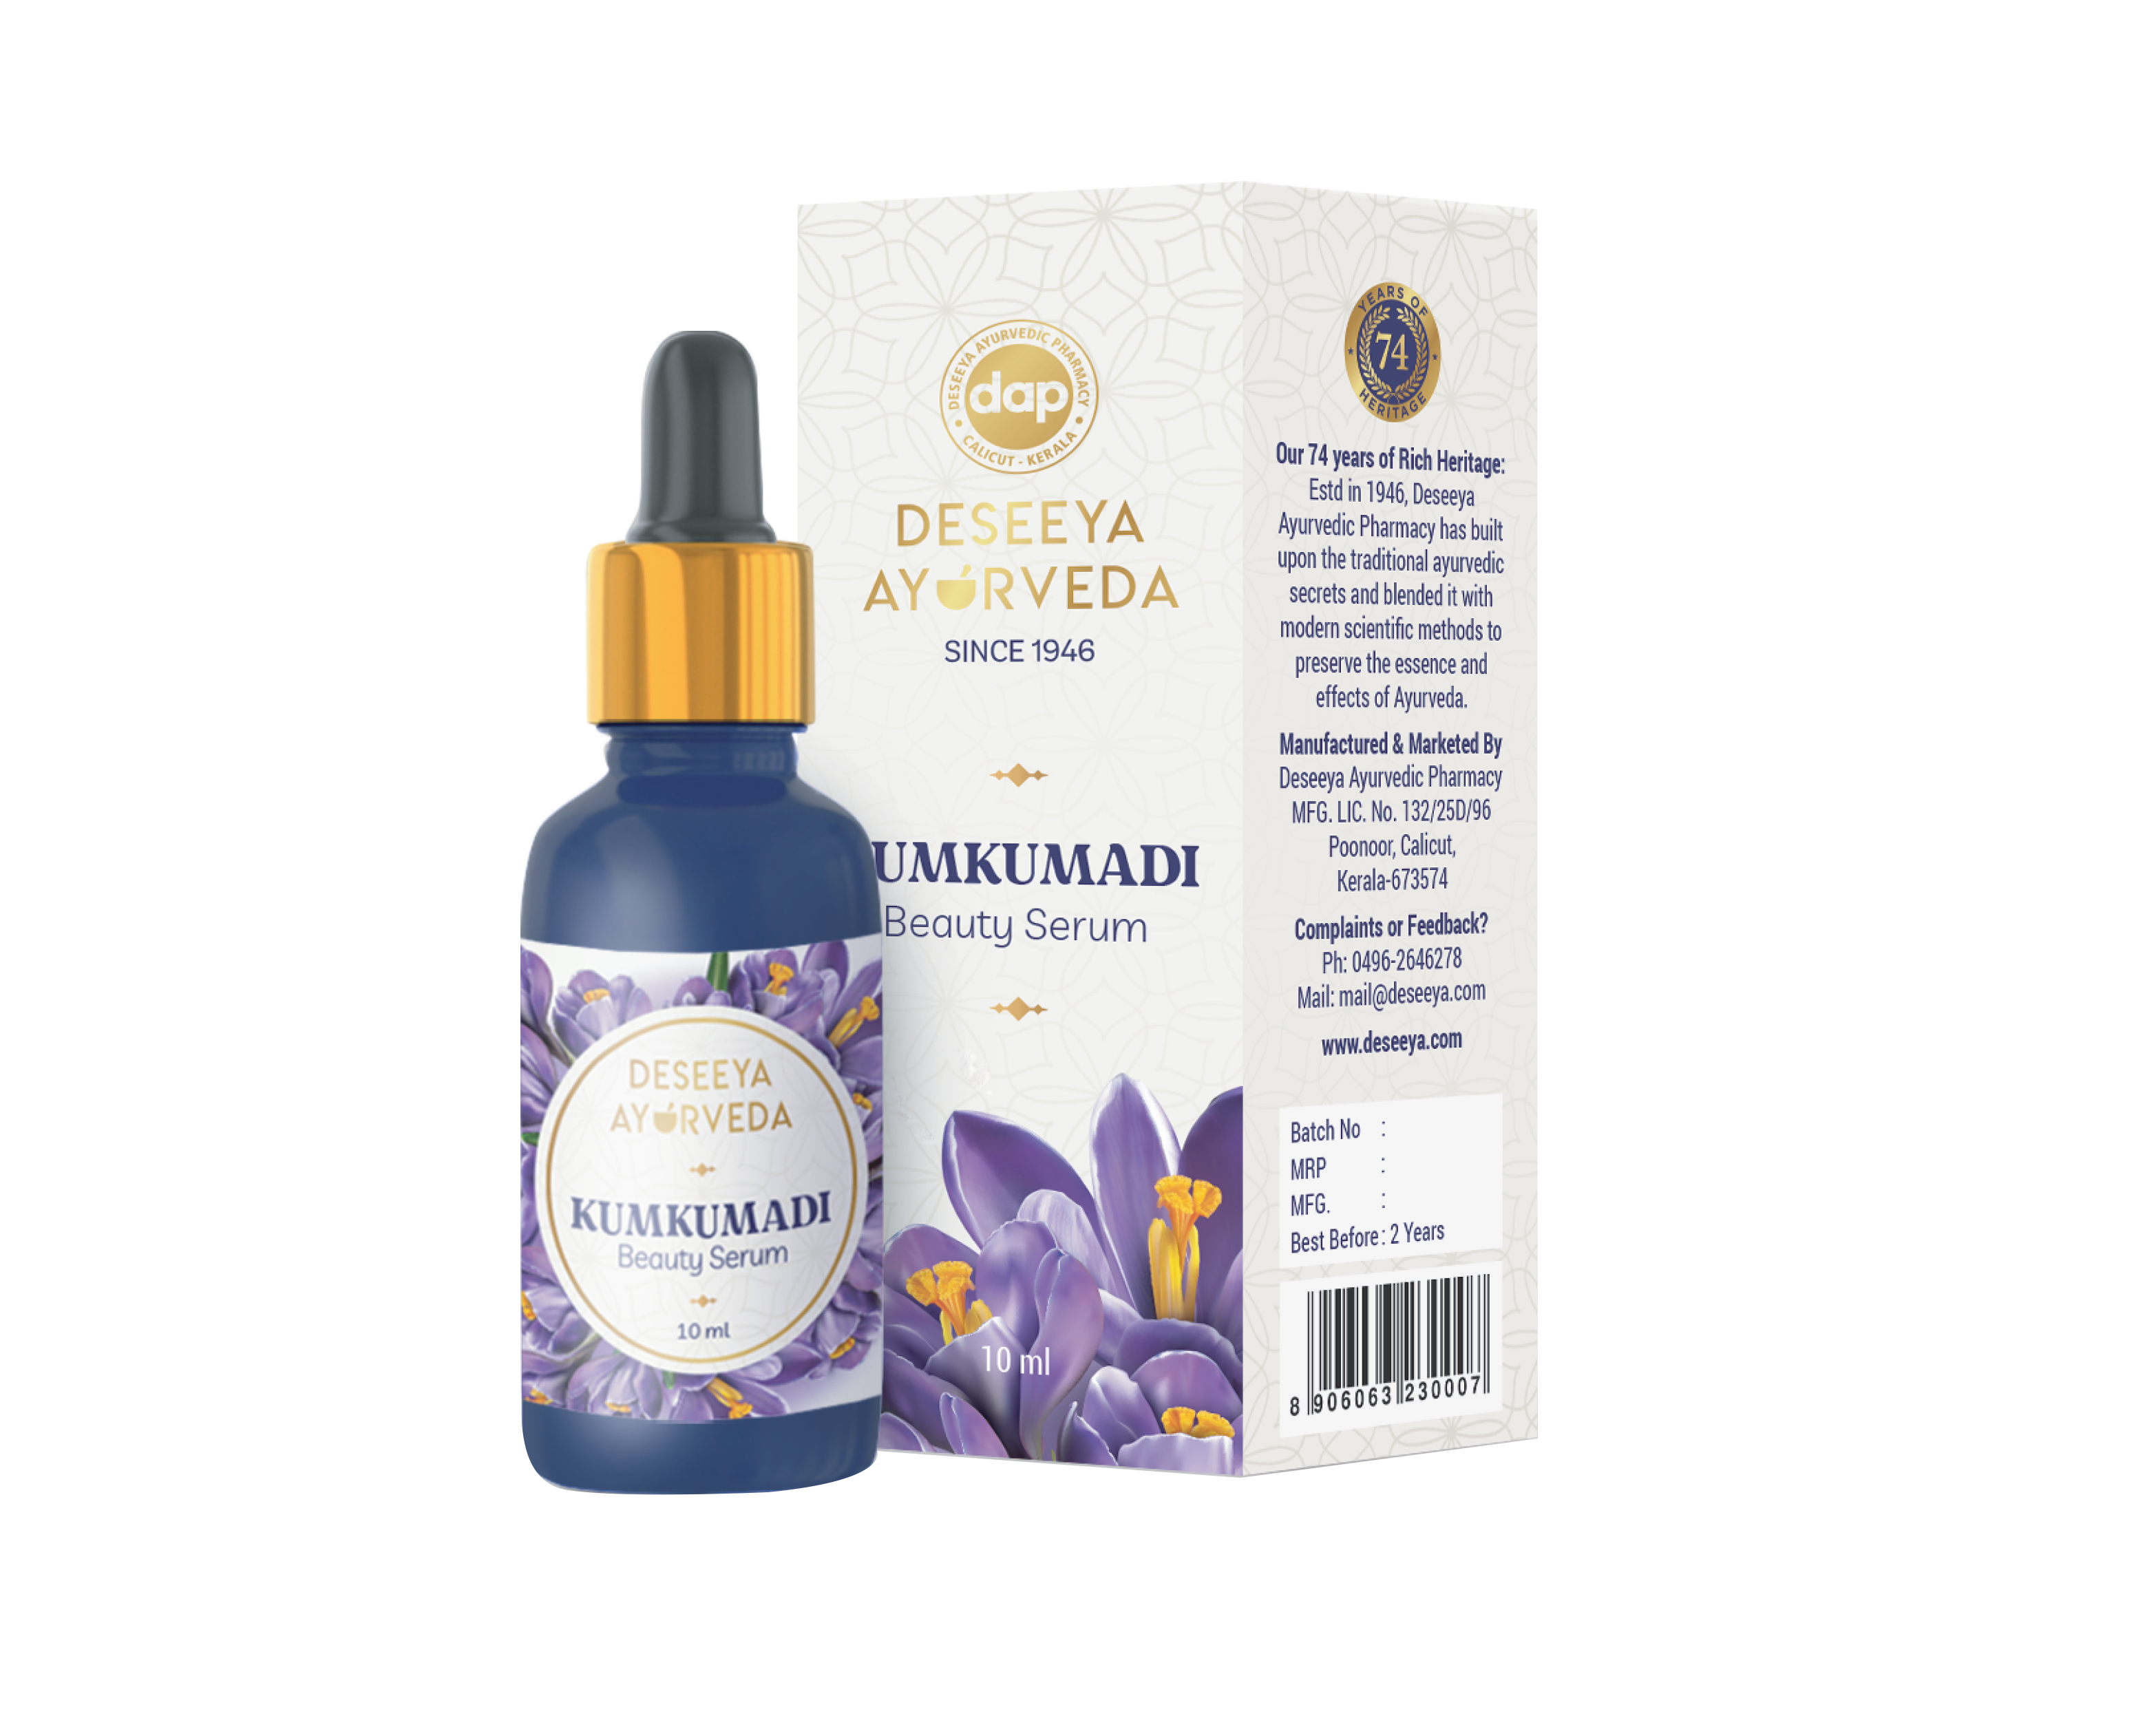 DESEEYA AYURVEDIC PHARMACY
dap
CALICUT - KERALA
DESEEYA
AYURVEDA
SINCE 1946
UMKUMADI
Beauty Serum
10 ml
DESEEYA
AYURVEDA
KUMKUMADI
Beauty Serum
10 ml
YEARS OF
74
HERITAGE
Our 74 years of Rich Heritage:
Estd in 1946, Deseeya
Ayurvedic Pharmacy has built
upon the traditional ayurvedic
secrets and blended it with
modern scientific methods to
preserve the essence and
effects of Ayurveda.
Manufactured & Marketed By
Deseeya Ayurvedic Pharmacy
MFG. LIC. No. 132/25D/96
Poonoor, Calicut,
Kerala-673574
Complaints or Feedback?
Ph: 0496-2646278
Mail: mail@deseeya.com
www.deseeya.com
Batch No :
MRP :
MFG. :
Best Before : 2 Years
8 906063 230007